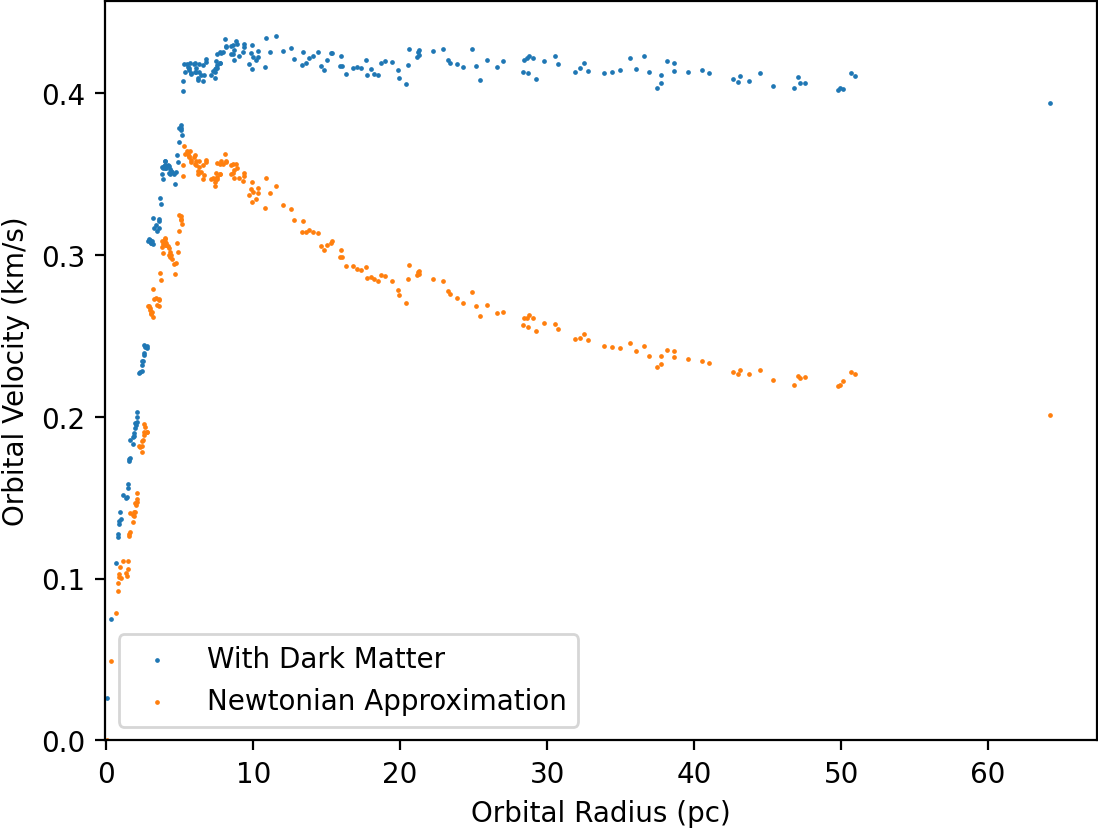 Orbital Velocity (km/s)
0.4
0.3
0.2
0.1
0.0
With Dark Matter
Newtonian Approximation
0 10 20 30 40 50 60
Orbital Radius (pc)